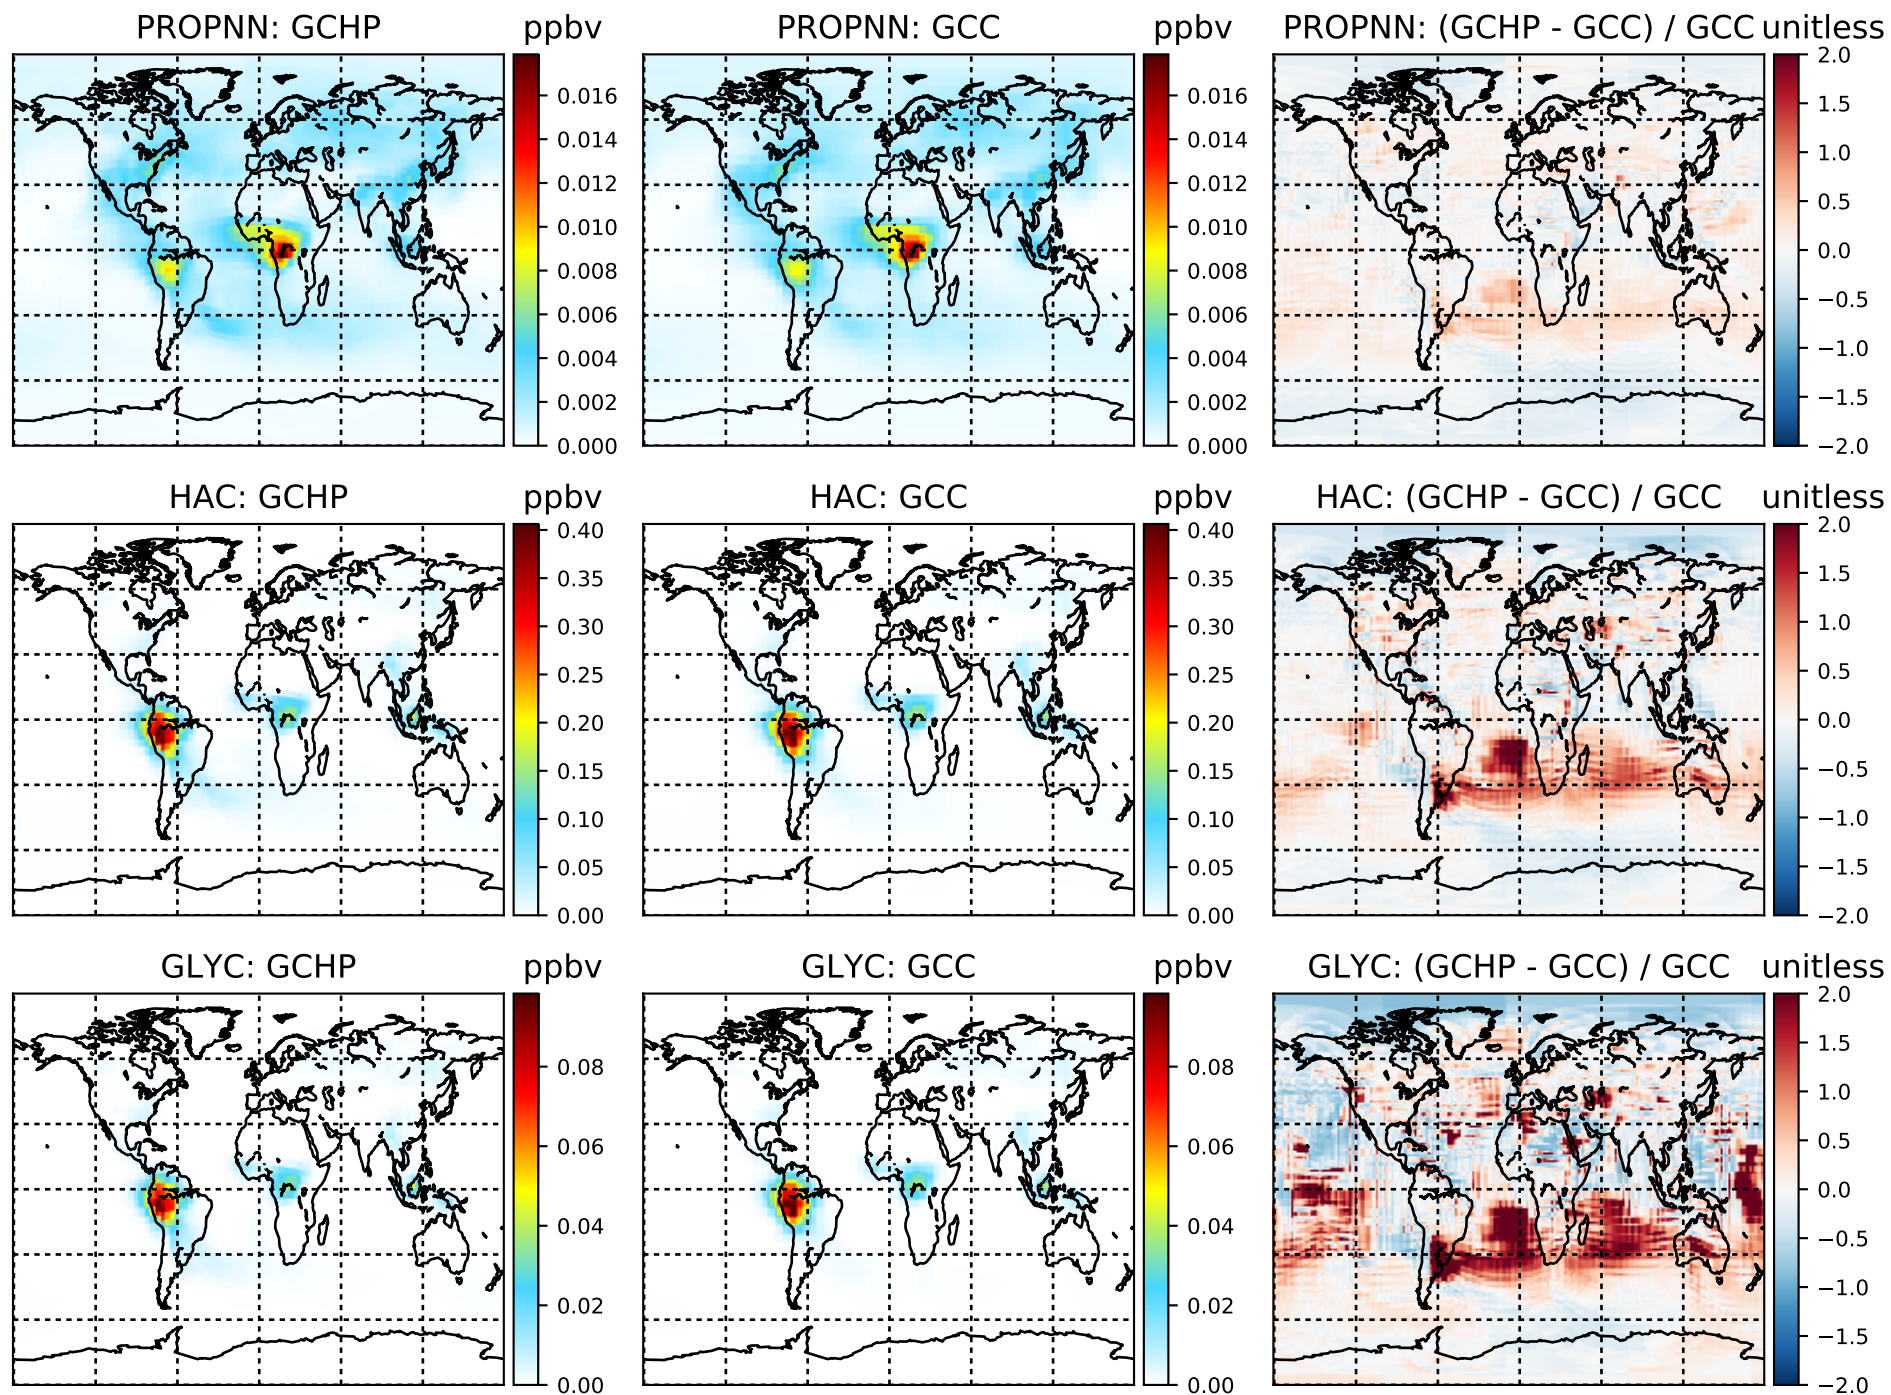 PROPNN: GCHP ppbv PROPNN: GCC ppbv PROPNN: (GCHP - GCC) / GCC unitless
0.016 0.016 2.0
0.014 0.014 1.5
0.012 0.012 1.0
0.010 0.010 0.5
0.008 0.008 0.0
0.006 0.006 −0.5
0.004 0.004 −1.0
0.002 0.002 −1.5
0.000 0.000 −2.0
HAC: GCHP ppbv HAC: GCC ppbv HAC: (GCHP - GCC) / GCC unitless
0.40 0.40 2.0
0.35 0.35 1.5
0.30 0.30 1.0
0.25 0.25 0.5
0.20 0.20 0.0
0.15 0.15 −0.5
0.10 0.10 −1.0
0.05 0.05 −1.5
0.00 0.00 −2.0
GLYC: GCHP ppbv GLYC: GCC ppbv GLYC: (GCHP - GCC) / GCC unitless
2.0
0.08 0.08 1.5
1.0
0.06 0.06 0.5
0.0
0.04 0.04 −0.5
0.02 0.02 −1.0
−1.5
0.00 0.00 −2.0